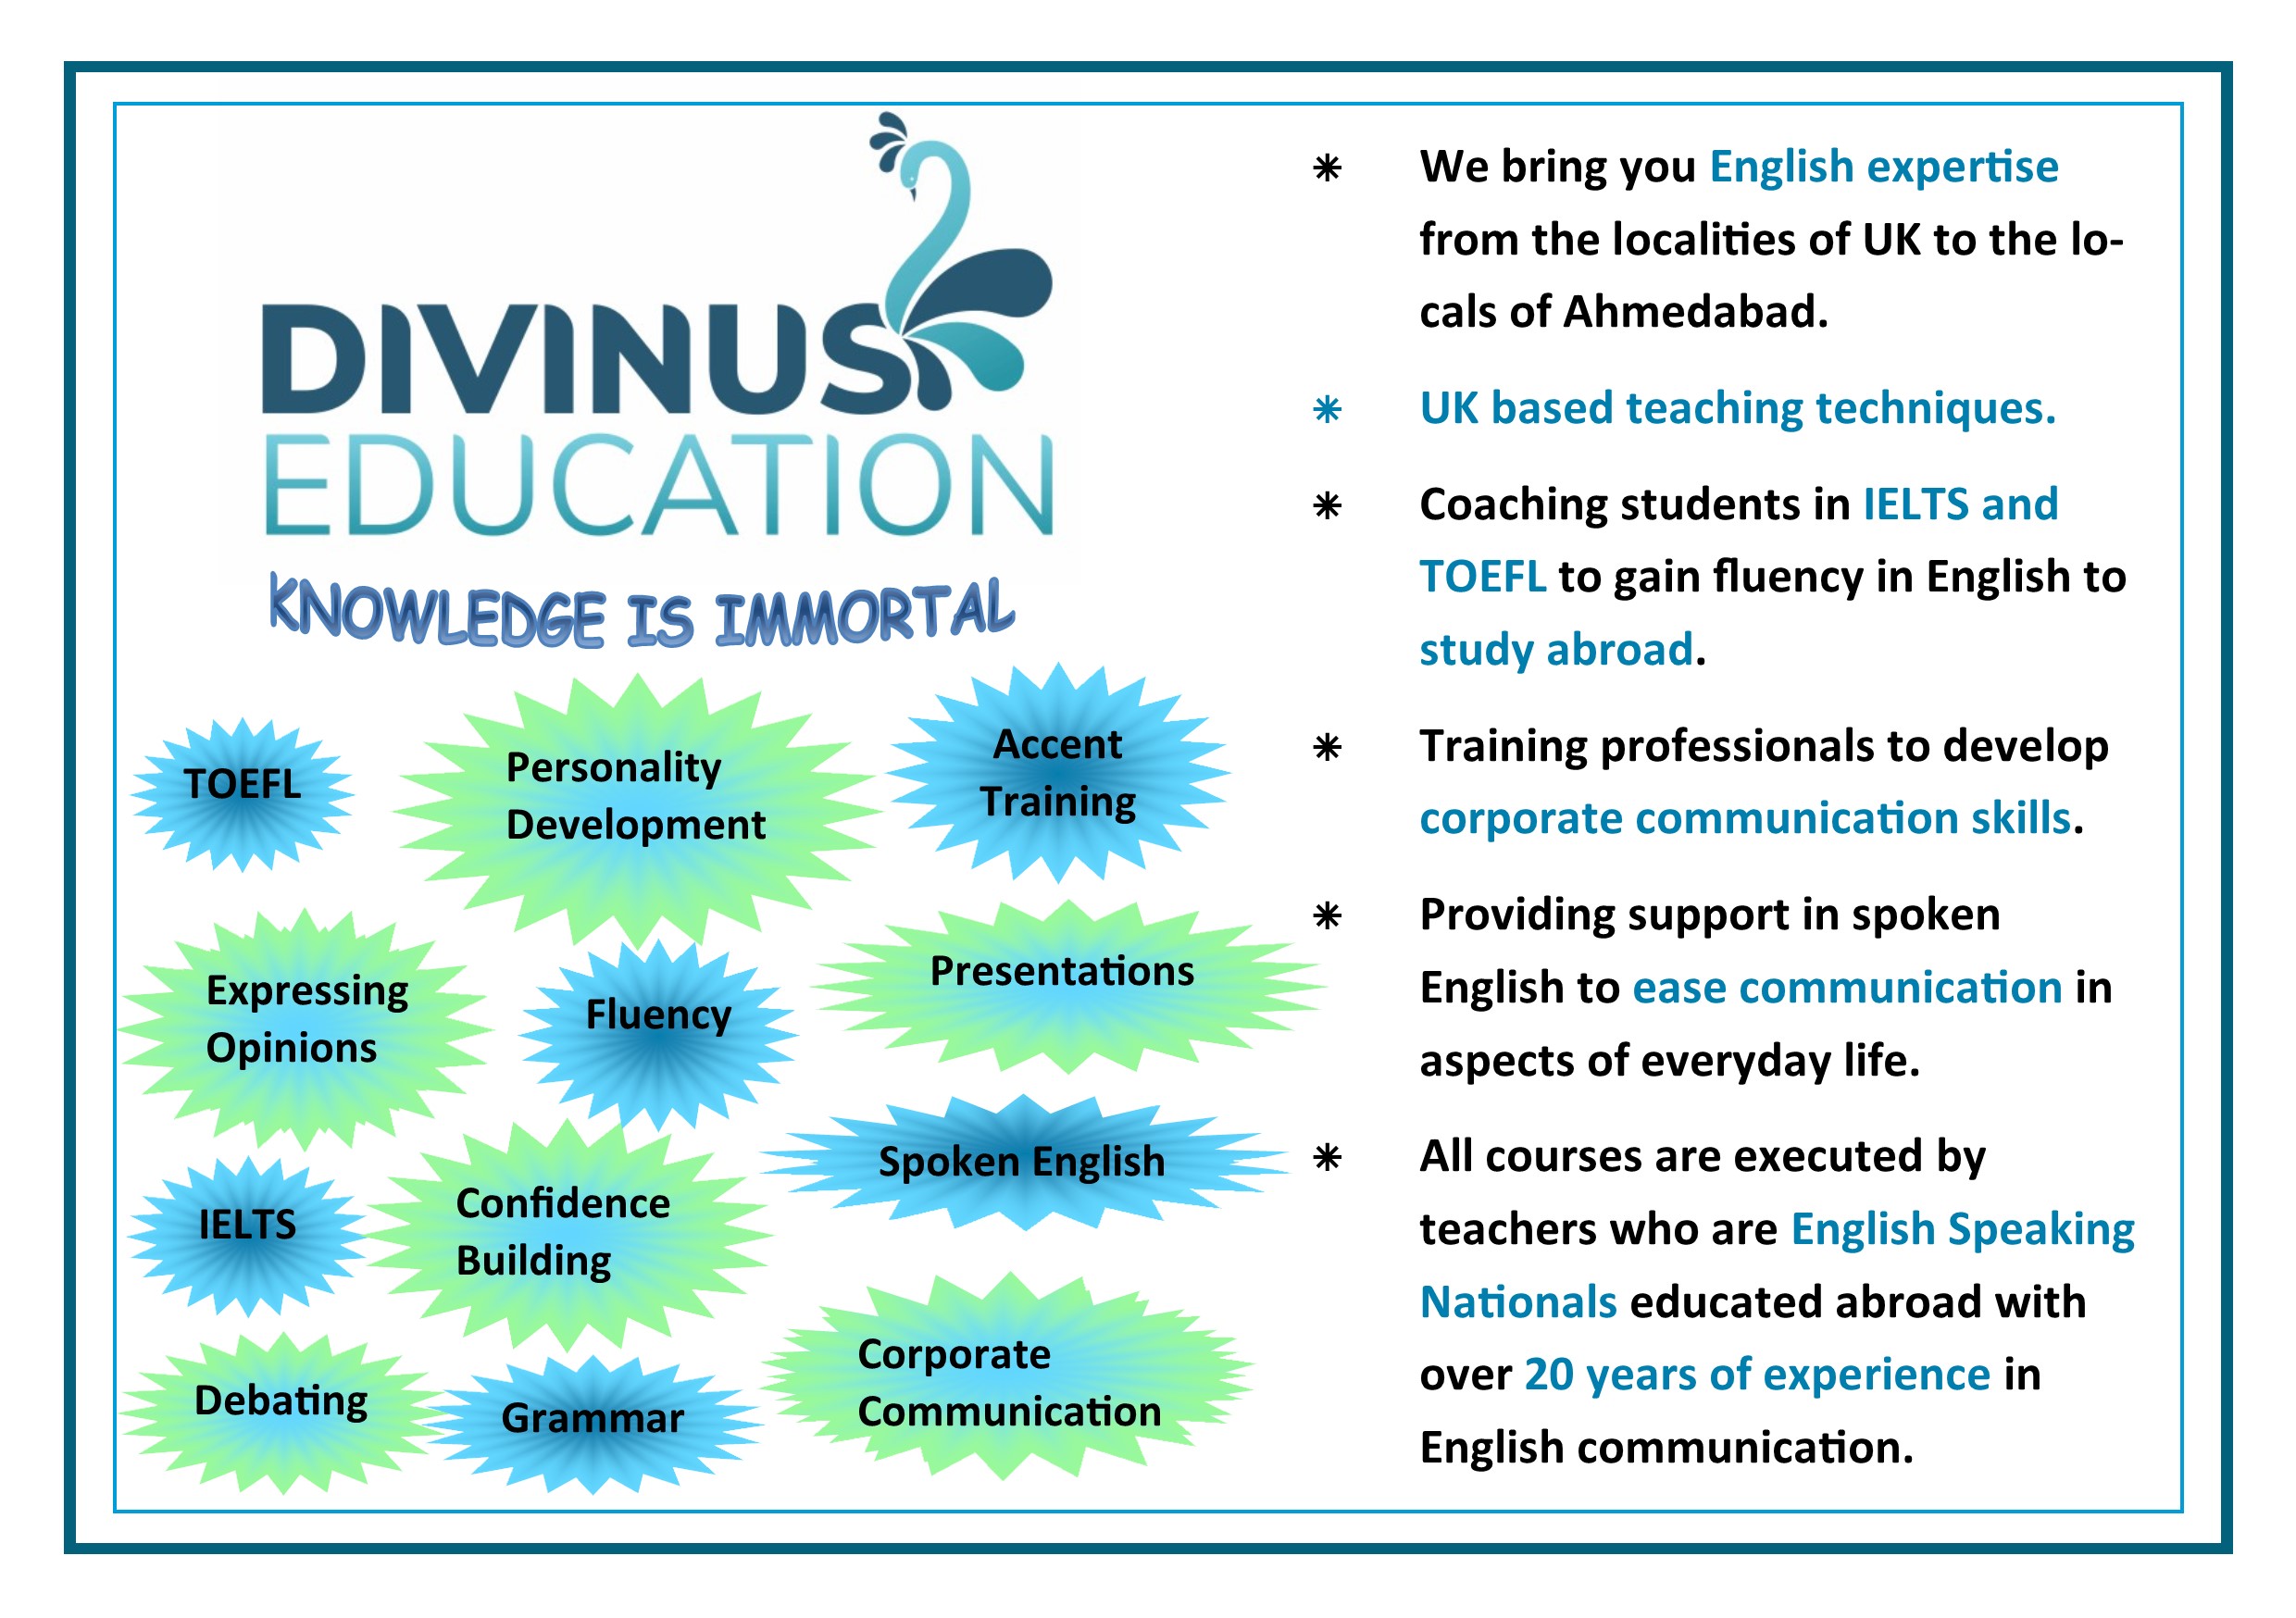 DIVINUS
EDUCATION
KNOWLEDGE IS IMMORTAL
TOEFL
Personality
Development
Accent
Training
Expressing
Opinions
Fluency
Presentations
IELTS
Confidence
Building
Spoken English
Debating
Grammar
Corporate
Communication
✳ We bring you English expertise
from the localities of UK to the lo-
cals of Ahmedabad.
✳ UK based teaching techniques.
✳ Coaching students in IELTS and
TOEFL to gain fluency in English to
study abroad.
✳ Training professionals to develop
corporate communication skills.
✳ Providing support in spoken
English to ease communication in
aspects of everyday life.
✳ All courses are executed by
teachers who are English Speaking
Nationals educated abroad with
over 20 years of experience in
English communication.